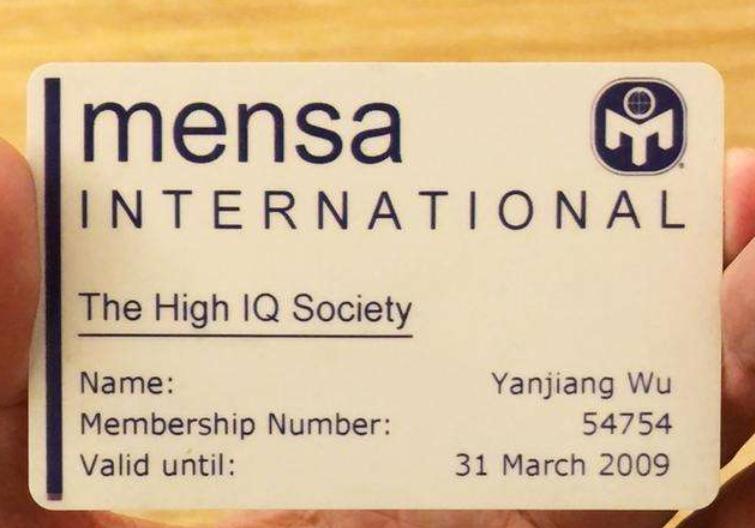 mensa
INTERNATIONAL
The High IQ Society
Name: Yanjiang Wu
Membership Number: 54754
Valid until: 31 March 2009